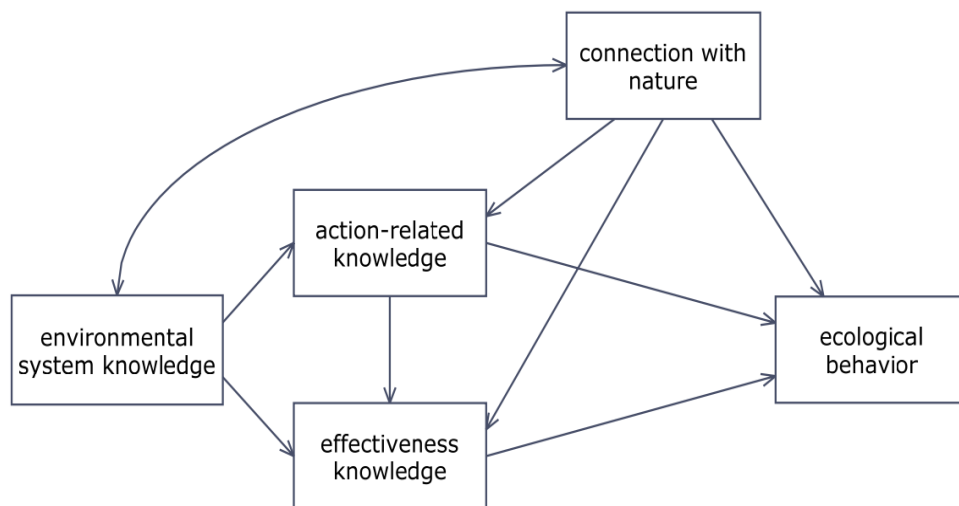 connection with
nature
action-related
knowledge
environmental
system knowledge
ecological
behavior
effectiveness
knowledge